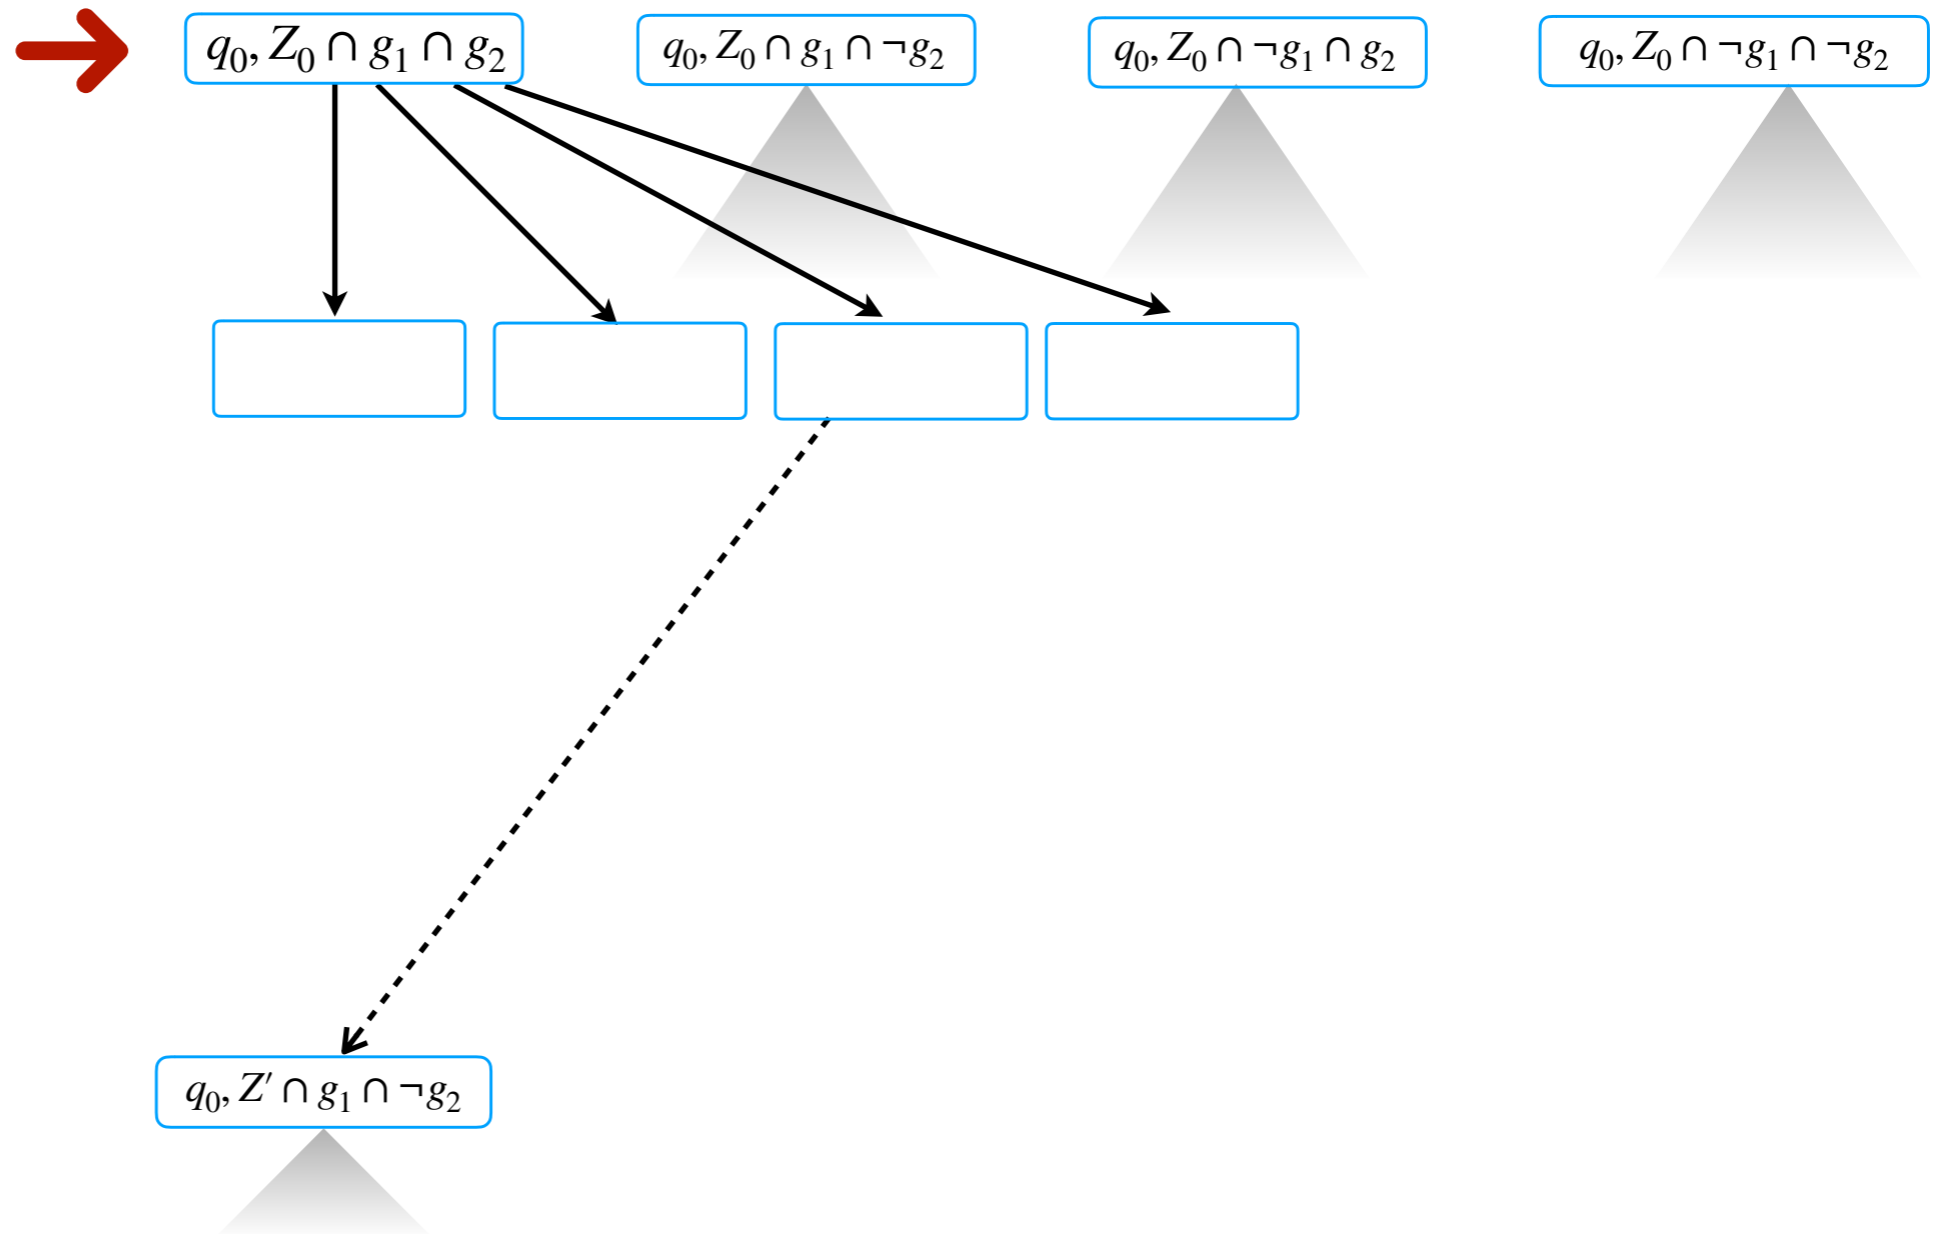 q₀, Z₀ ∩ g₁ ∩ g₂
q₀, Z₀ ∩ g₁ ∩ ¬g₂
q₀, Z₀ ∩ ¬g₁ ∩ g₂
q₀, Z₀ ∩ ¬g₁ ∩ ¬g₂
q₀, Z′ ∩ g₁ ∩ ¬g₂